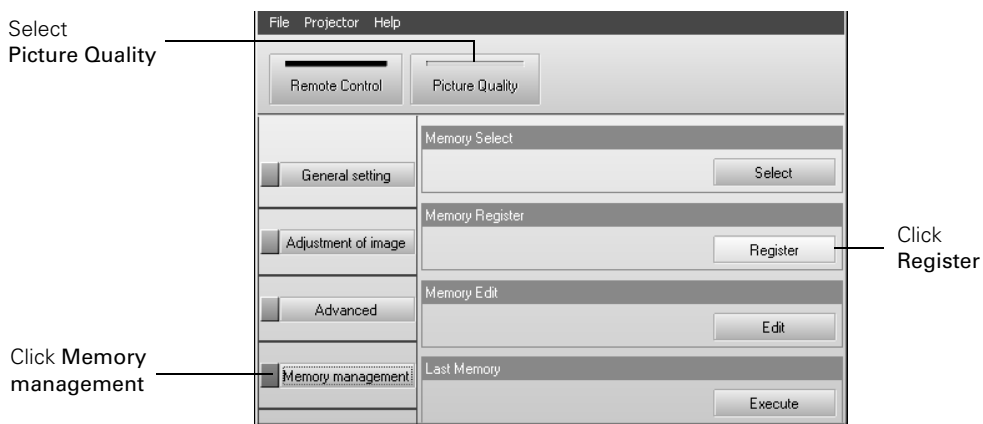 Select
Picture Quality
File Projector Help
Remote Control
Picture Quality
Memory Select
General setting
Select
Memory Register
Adjustment of image
Register
Click
Register
Memory Edit
Advanced
Edit
Click Memory
management
Memory management
Last Memory
Execute